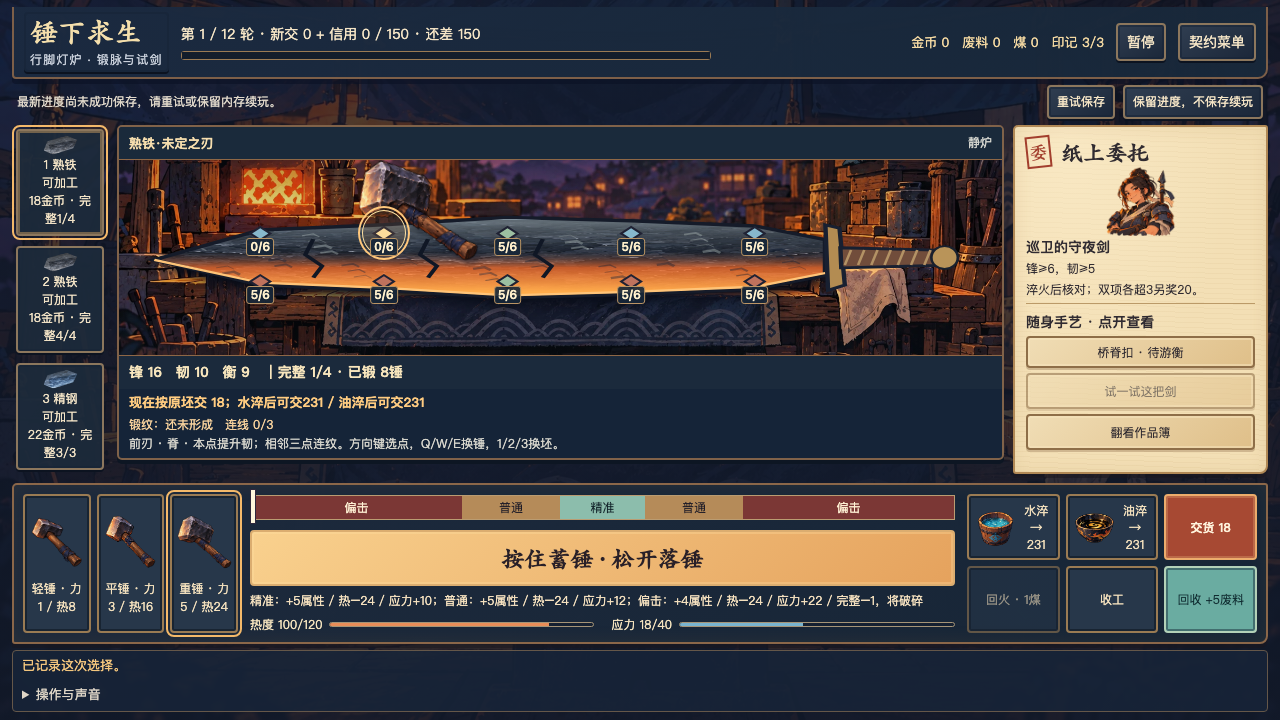 锤下求生
行脚灯炉 · 锻脉与试剑
第 1 / 12 轮 · 新交 0 + 信用 0 / 150 · 还差 150
金币 0 废料 0 煤 0 印记 3/3
暂停
契约菜单
最新进度尚未成功保存，请重试或保留内存续玩。
重试保存
保留进度，不保存续玩
1 熟铁
可加工
18金币 · 完
整1/4
2 熟铁
可加工
18金币 · 完
整4/4
3 精钢
可加工
22金币 · 完
整3/3
熟铁·未定之刃
静炉
0/6
0/6
5/6
5/6
5/6
5/6
5/6
5/6
5/6
5/6
锋 16 韧 10 衡 9 | 完整 1/4 · 已锻 8锤
现在按原坯交 18；水淬后可交231 / 油淬后可交231
锻纹：还未形成 连线 0/3
前刃 · 脊 · 本点提升韧；相邻三点连纹。方向键选点，Q/W/E换锤，1/2/3换坯。
委
纸上委托
巡卫的守夜剑
锋≥6，韧≥5
淬火后核对；双项各超3另奖20。
随身手艺 · 点开查看
桥脊扣 · 待游衡
试一试这把剑
翻看作品簿
轻锤 · 力
1 / 热8
平锤 · 力
3 / 热16
重锤 · 力
5 / 热24
偏击
普通
精准
普通
偏击
按住蓄锤 · 松开落锤
精准：+5属性 / 热−24 / 应力+10；普通：+5属性 / 热−24 / 应力+12；偏击：+4属性 / 热−24 / 应力+22 / 完整−1，将破碎
热度 100/120
应力 18/40
水淬
→
231
油淬
→
231
交货 18
回火 · 1煤
收工
回收 +5废料
已记录这次选择。
▶ 操作与声音